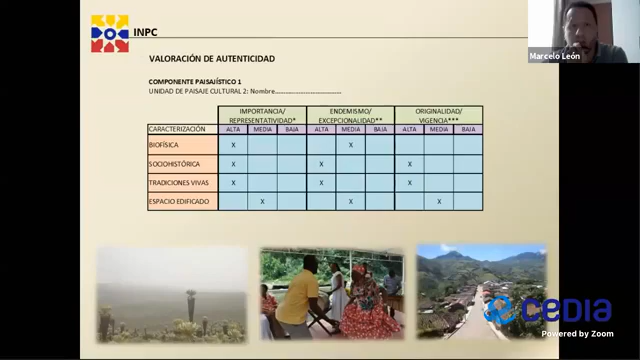 INPC
Marcelo León
VALORACIÓN DE AUTENTICIDAD
COMPONENTE PAISAJÍSTICO 1
UNIDAD DE PAISAJE CULTURAL 2: Nombre..........................................
IMPORTANCIA/ REPRESENTATIVIDAD* ENDEMISMO/ EXCEPCIONALIDAD** ORIGINALIDAD/ VIGENCIA***
CARACTERIZACIÓN ALTA MEDIA BAJA ALTA MEDIA BAJA ALTA MEDIA BAJA
BIOFÍSICA X X
SOCIOHISTÓRICA X X X
TRADICIONES VIVAS X X X
ESPACIO EDIFICADO X X X
cedia
Powered by Zoom